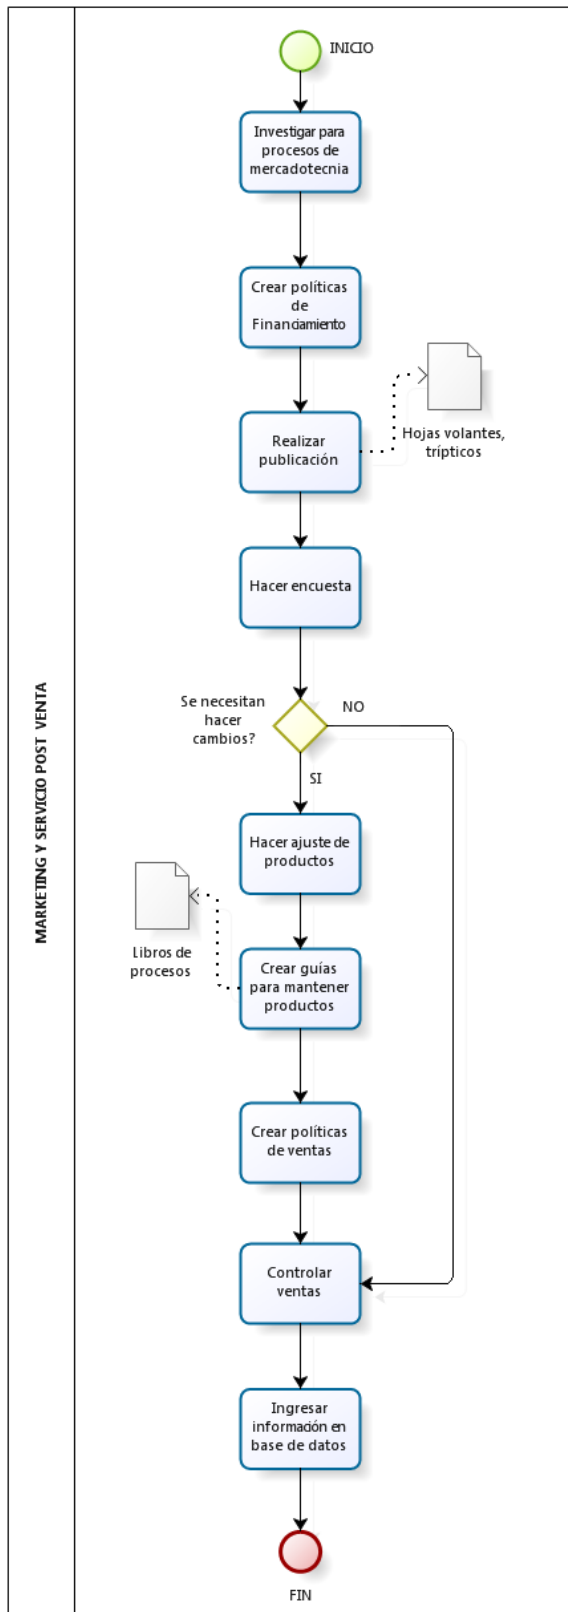 MARKETING Y SERVICIO POST VENTA
INICIO
Investigar para
procesos de
mercadotecnia
Crear políticas
de
Financiamiento
Realizar
publicación
Hojas volantes,
trípticos
Hacer encuesta
Se necesitan
hacer
cambios?
NO
SI
Hacer ajuste de
productos
Libros de
procesos
Crear guías
para mantener
productos
Crear políticas
de ventas
Controlar
ventas
Ingresar
información en
base de datos
FIN